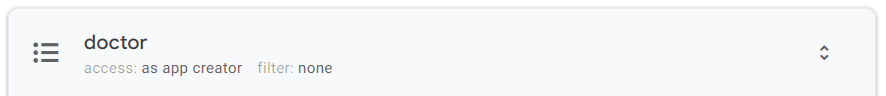 doctor
access: as app creator filter: none